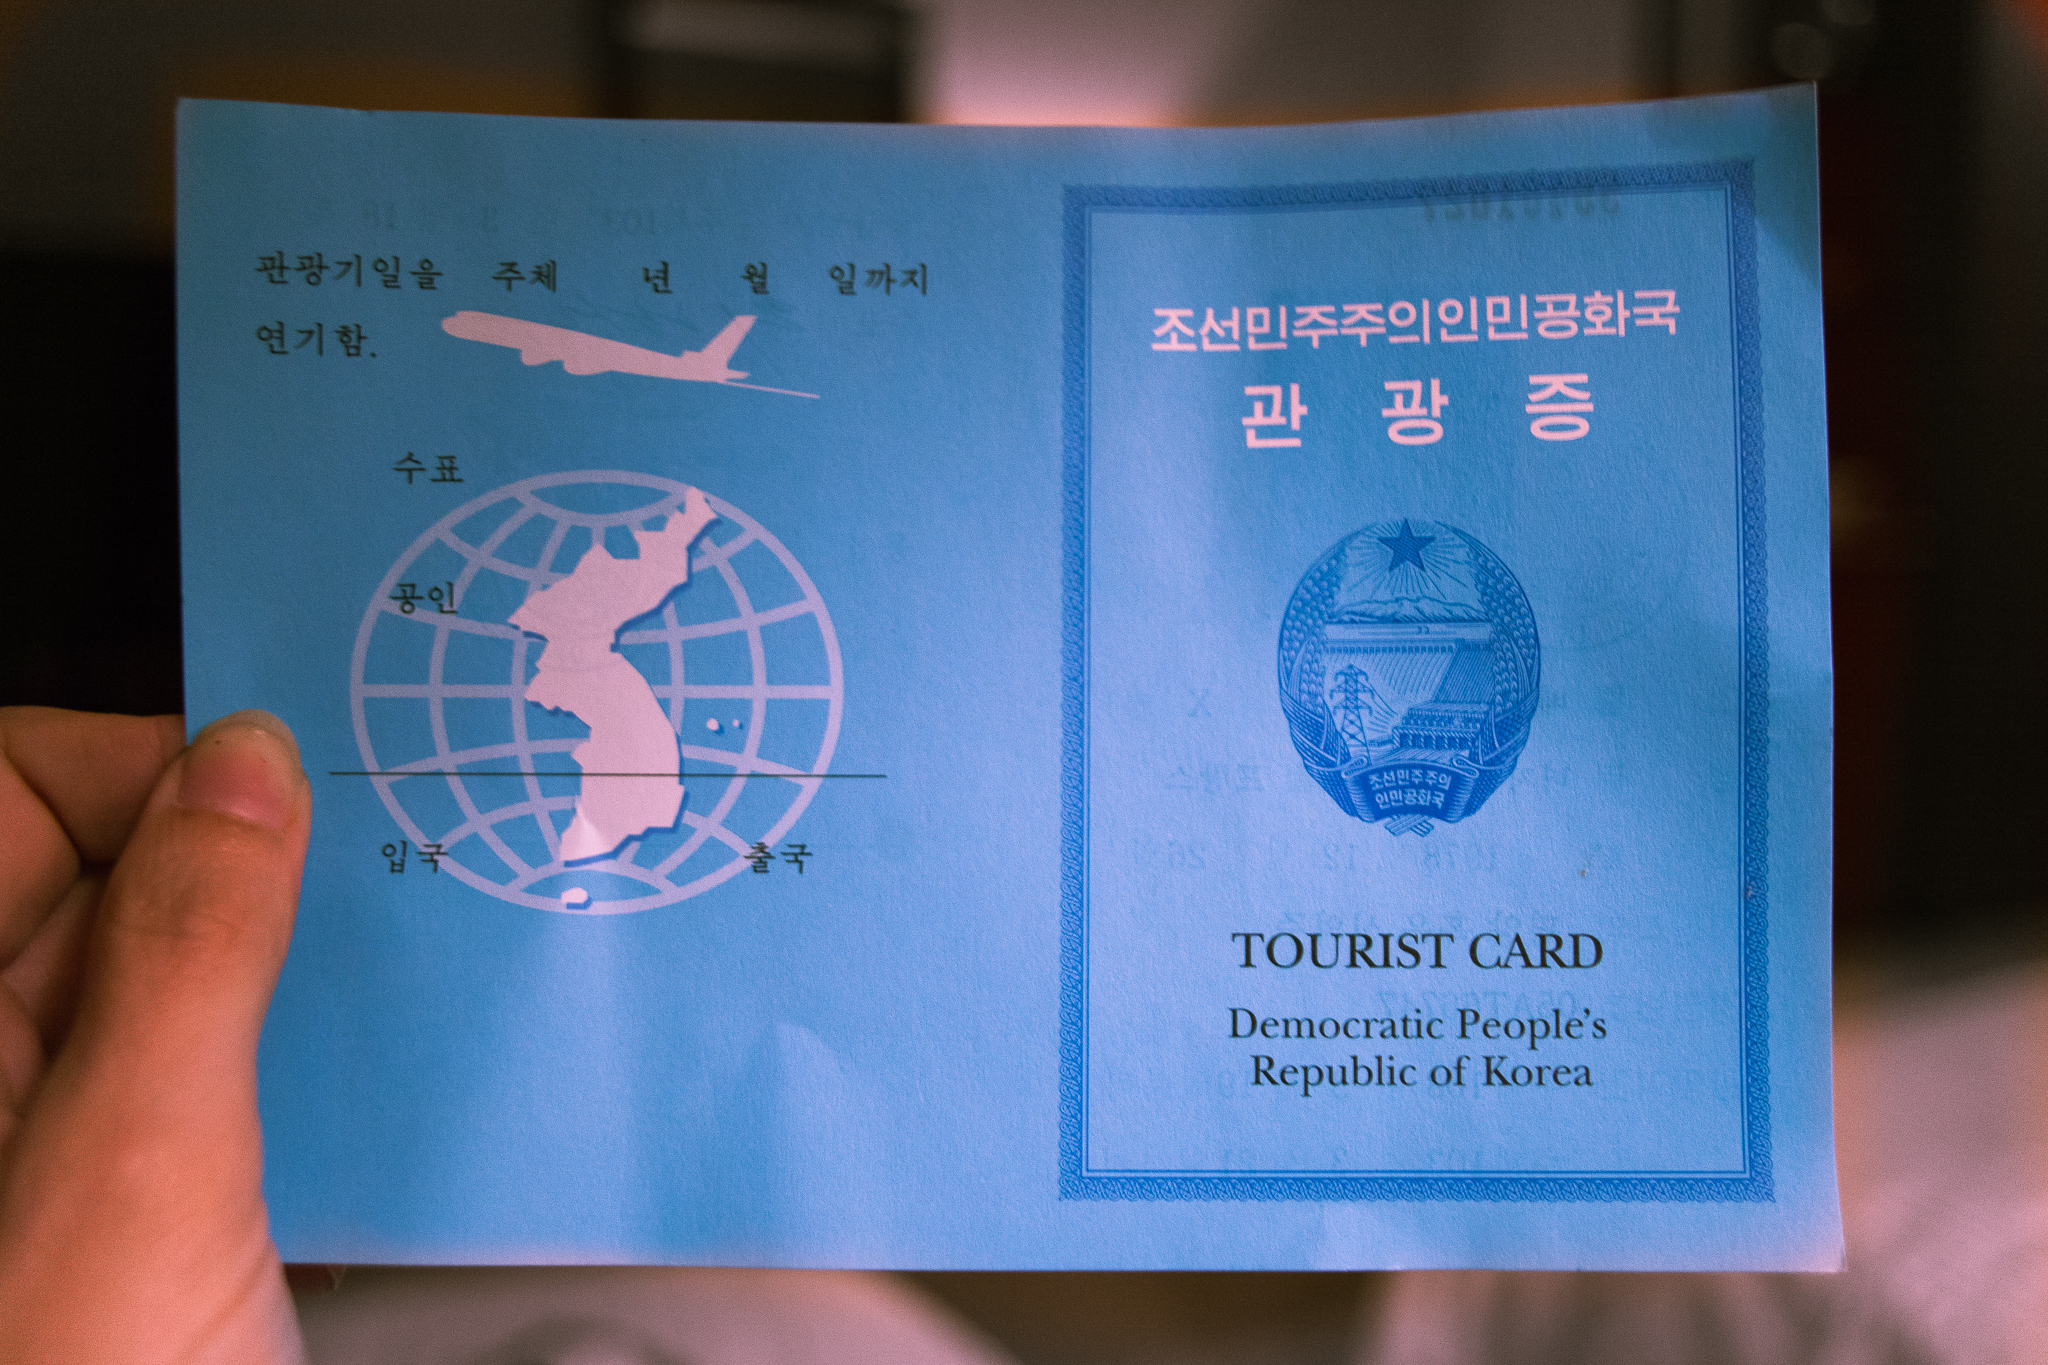 관광기일을 주체 년 월 일까지
연기함.
수표
공인
입국 출국
조선민주주의인민공화국
관 광 증
조선민주주의
인민공화국
TOURIST CARD
Democratic People's
Republic of Korea